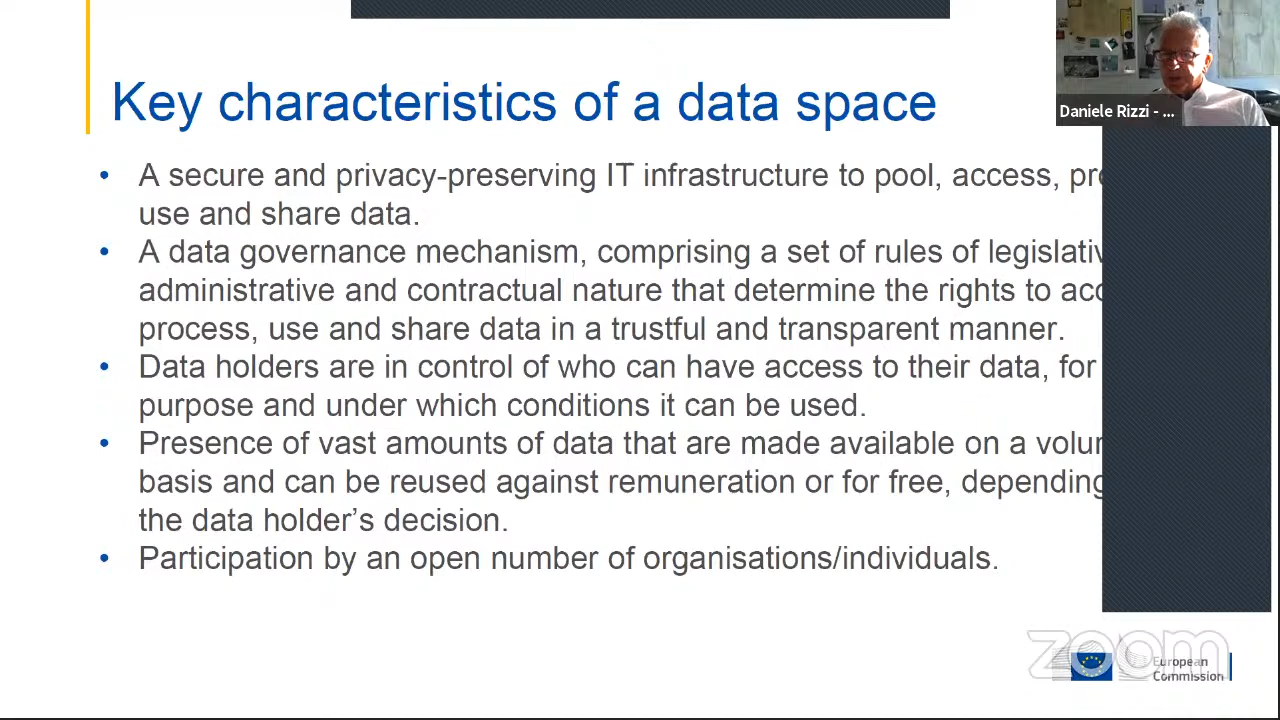 Key characteristics of a data space
Daniele Rizzi - ...
• A secure and privacy-preserving IT infrastructure to pool, access,
use and share data.
• A data governance mechanism, comprising a set of rules of
administrative and contractual nature that determine the rights to
process, use and share data in a trustful and transparent manner.
• Data holders are in control of who can have access to their data, for
purpose and under which conditions it can be used.
• Presence of vast amounts of data that are made available on a
basis and can be reused against remuneration or for free, depending
the data holder’s decision.
• Participation by an open number of organisations/individuals.
zoom
European
Commission